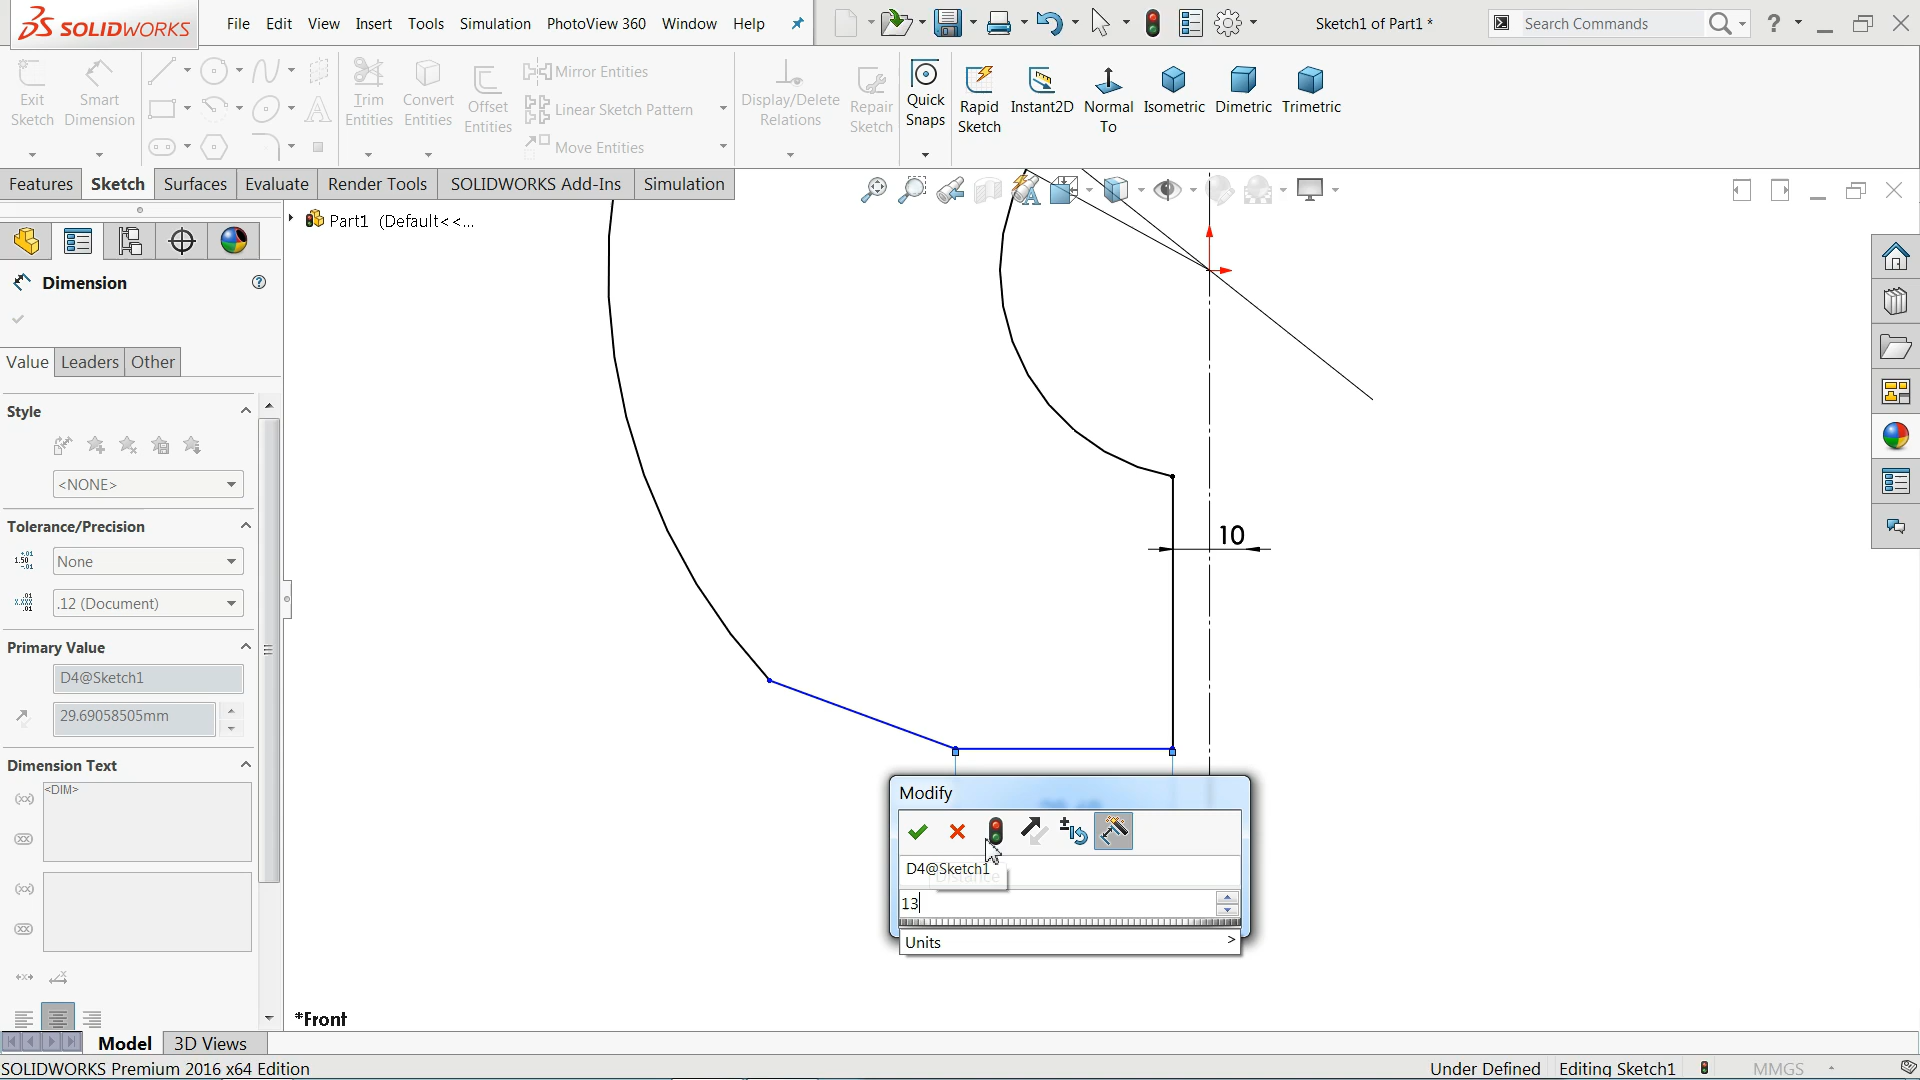 SOLIDWORKS
File Edit View Insert Tools Simulation PhotoView 360 Window Help
Sketch1 of Part1 *
Search Commands
Exit Sketch
Smart Dimension
Trim Entities
Convert Entities
Offset Entities
Mirror Entities
Linear Sketch Pattern
Move Entities
Display/Delete Relations
Repair Sketch
Quick Snaps
Rapid Sketch
Instant2D
Normal To
Isometric
Dimetric
Trimetric
Features Sketch Surfaces Evaluate Render Tools SOLIDWORKS Add-Ins Simulation
Part1 (Default<<...
Dimension
Value Leaders Other
Style
<NONE>
Tolerance/Precision
None
.12 (Document)
Primary Value
D4@Sketch1
29.69058505mm
Dimension Text
<DIM>
10
Modify
D4@Sketch1
13
Units >
*Front
Model 3D Views
SOLIDWORKS Premium 2016 x64 Edition
Under Defined Editing Sketch1 MMGS